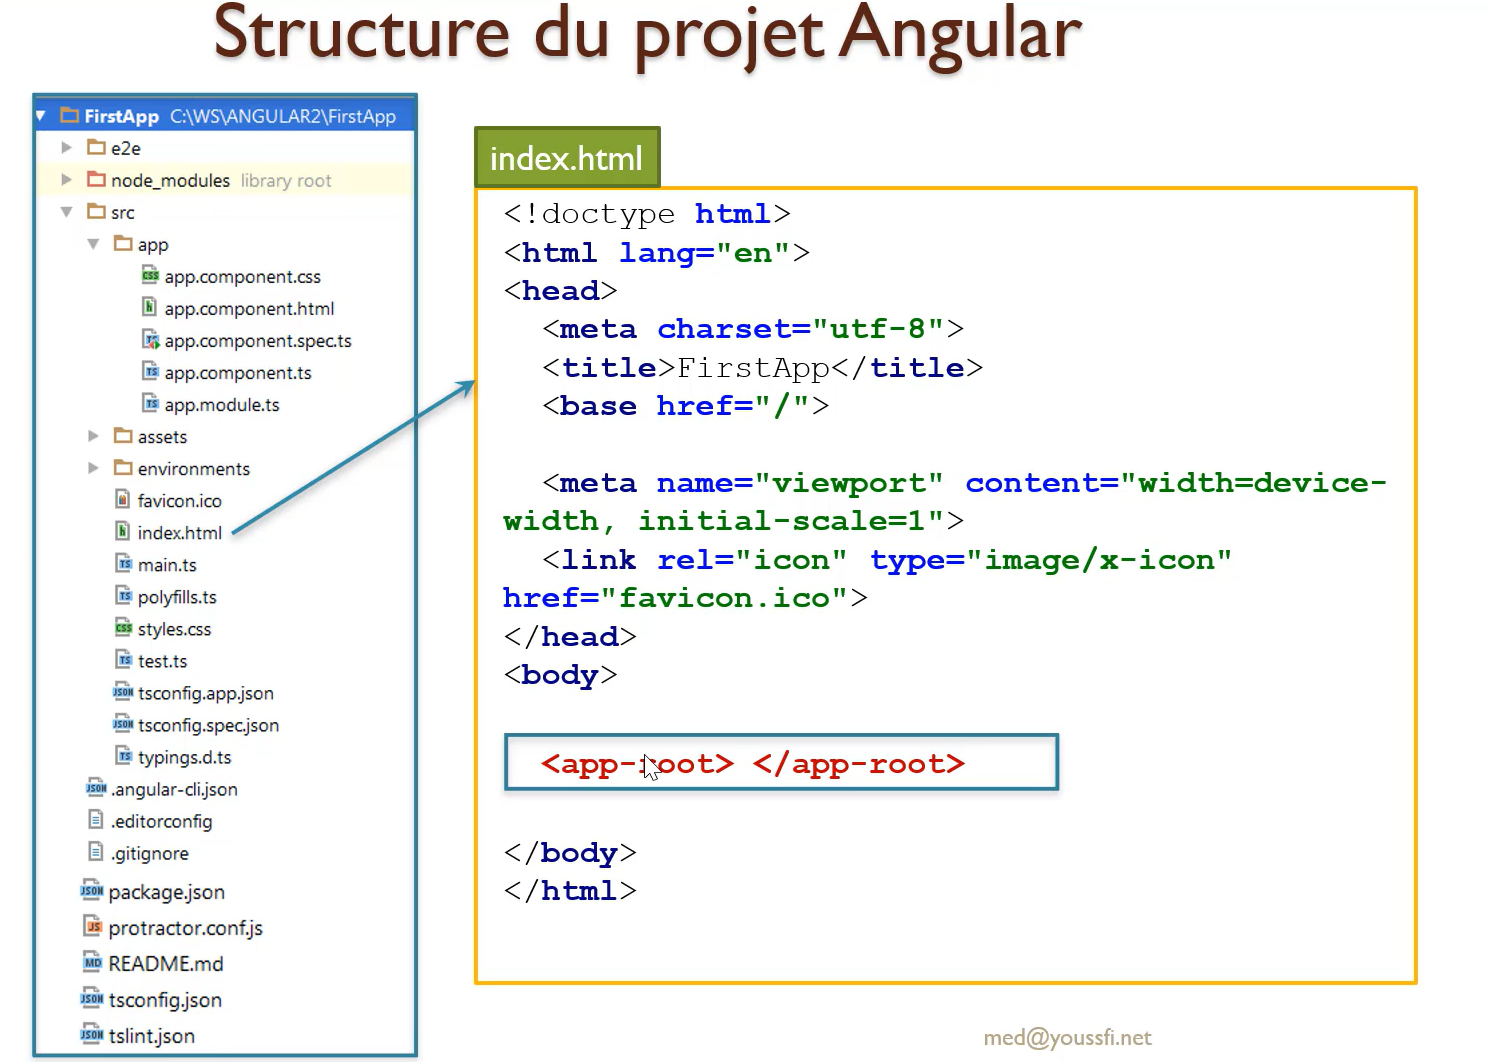 Structure du projet Angular
FirstApp C:\WS\ANGULAR2\FirstApp
e2e
node_modules library root
src
app
app.component.css
app.component.html
app.component.spec.ts
app.component.ts
app.module.ts
assets
environments
favicon.ico
index.html
main.ts
polyfills.ts
styles.css
test.ts
tsconfig.app.json
tsconfig.spec.json
typings.d.ts
.angular-cli.json
.editorconfig
.gitignore
package.json
protractor.conf.js
README.md
tsconfig.json
tslint.json
index.html
<!doctype html>
<html lang="en">
<head>
<meta charset="utf-8">
<title>FirstApp</title>
<base href="/">
<meta name="viewport" content="width=device-
width, initial-scale=1">
<link rel="icon" type="image/x-icon"
href="favicon.ico">
</head>
<body>
<app-root> </app-root>
</body>
</html>
med@youssfi.net